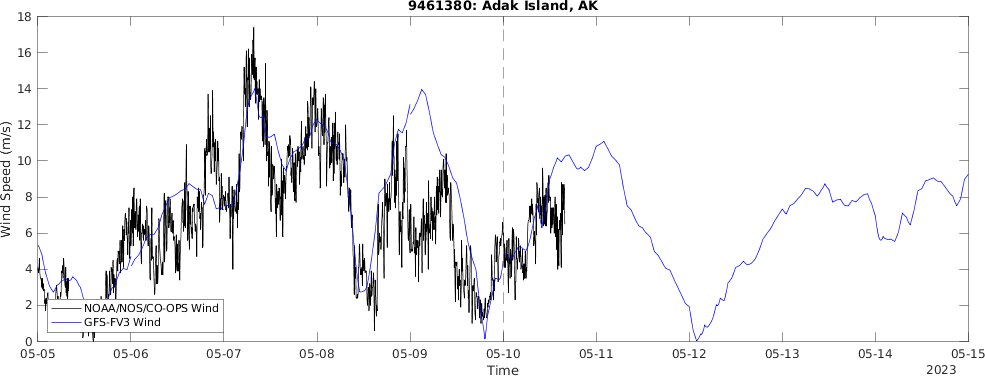 9461380: Adak Island, AK
Wind Speed (m/s)
18
16
14
12
10
8
6
4
2
0
NOAA/NOS/CO-OPS Wind
GFS-FV3 Wind
05-05 05-06 05-07 05-08 05-09 05-10 05-11 05-12 05-13 05-14 05-15
Time
2023